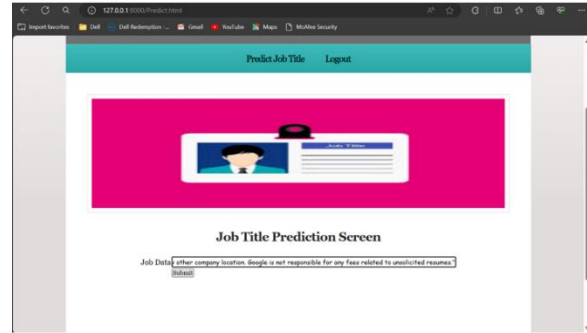 127.0.0.1:8000/Predict.html
Import favorites Dell Dell Redemption ... Gmail YouTube Maps McAfee Security
Predict Job Title Logout
Job Title
Job Title Prediction Screen
Job Data other company location. Google is not responsible for any fees related to unsolicited resumes."
Submit